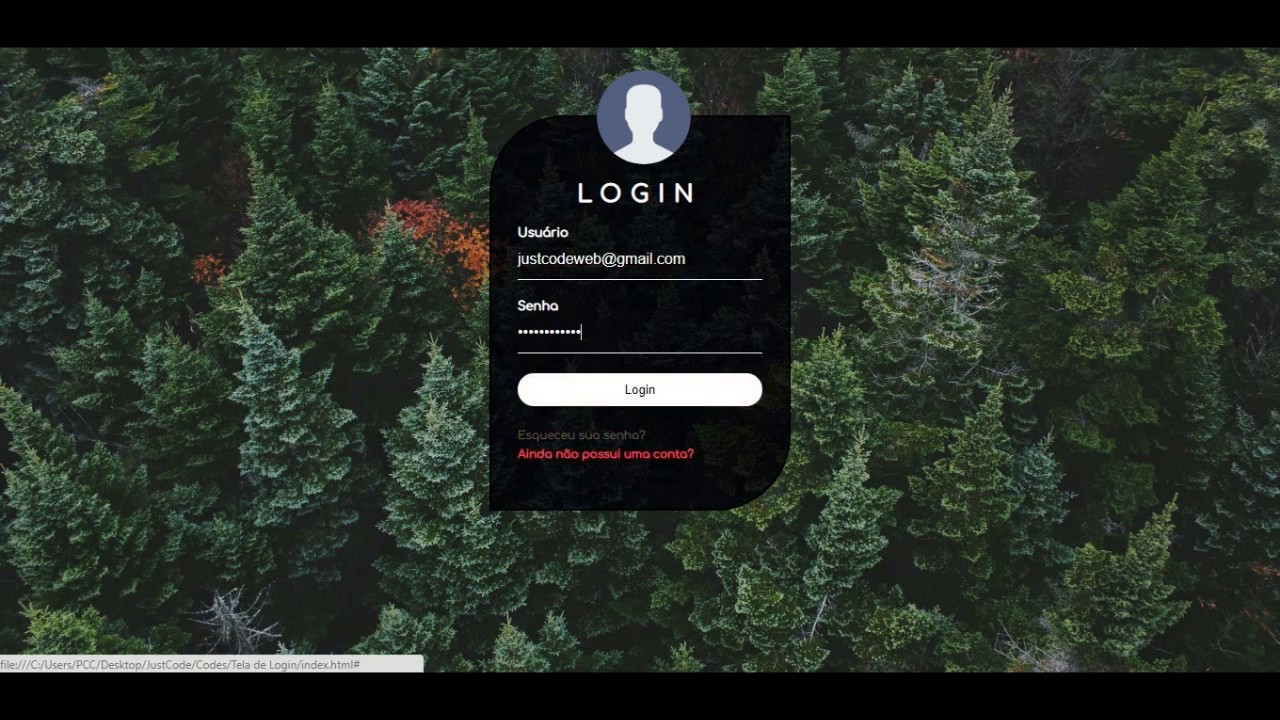 LOGIN
Usuário
justcodeweb@gmail.com
Senha
••••••••••••
Login
Esqueceu sua senha?
Ainda não possui uma conta?
file:///C:/Users/PCC/Desktop/JustCode/Codes/Tela de Login/index.html#